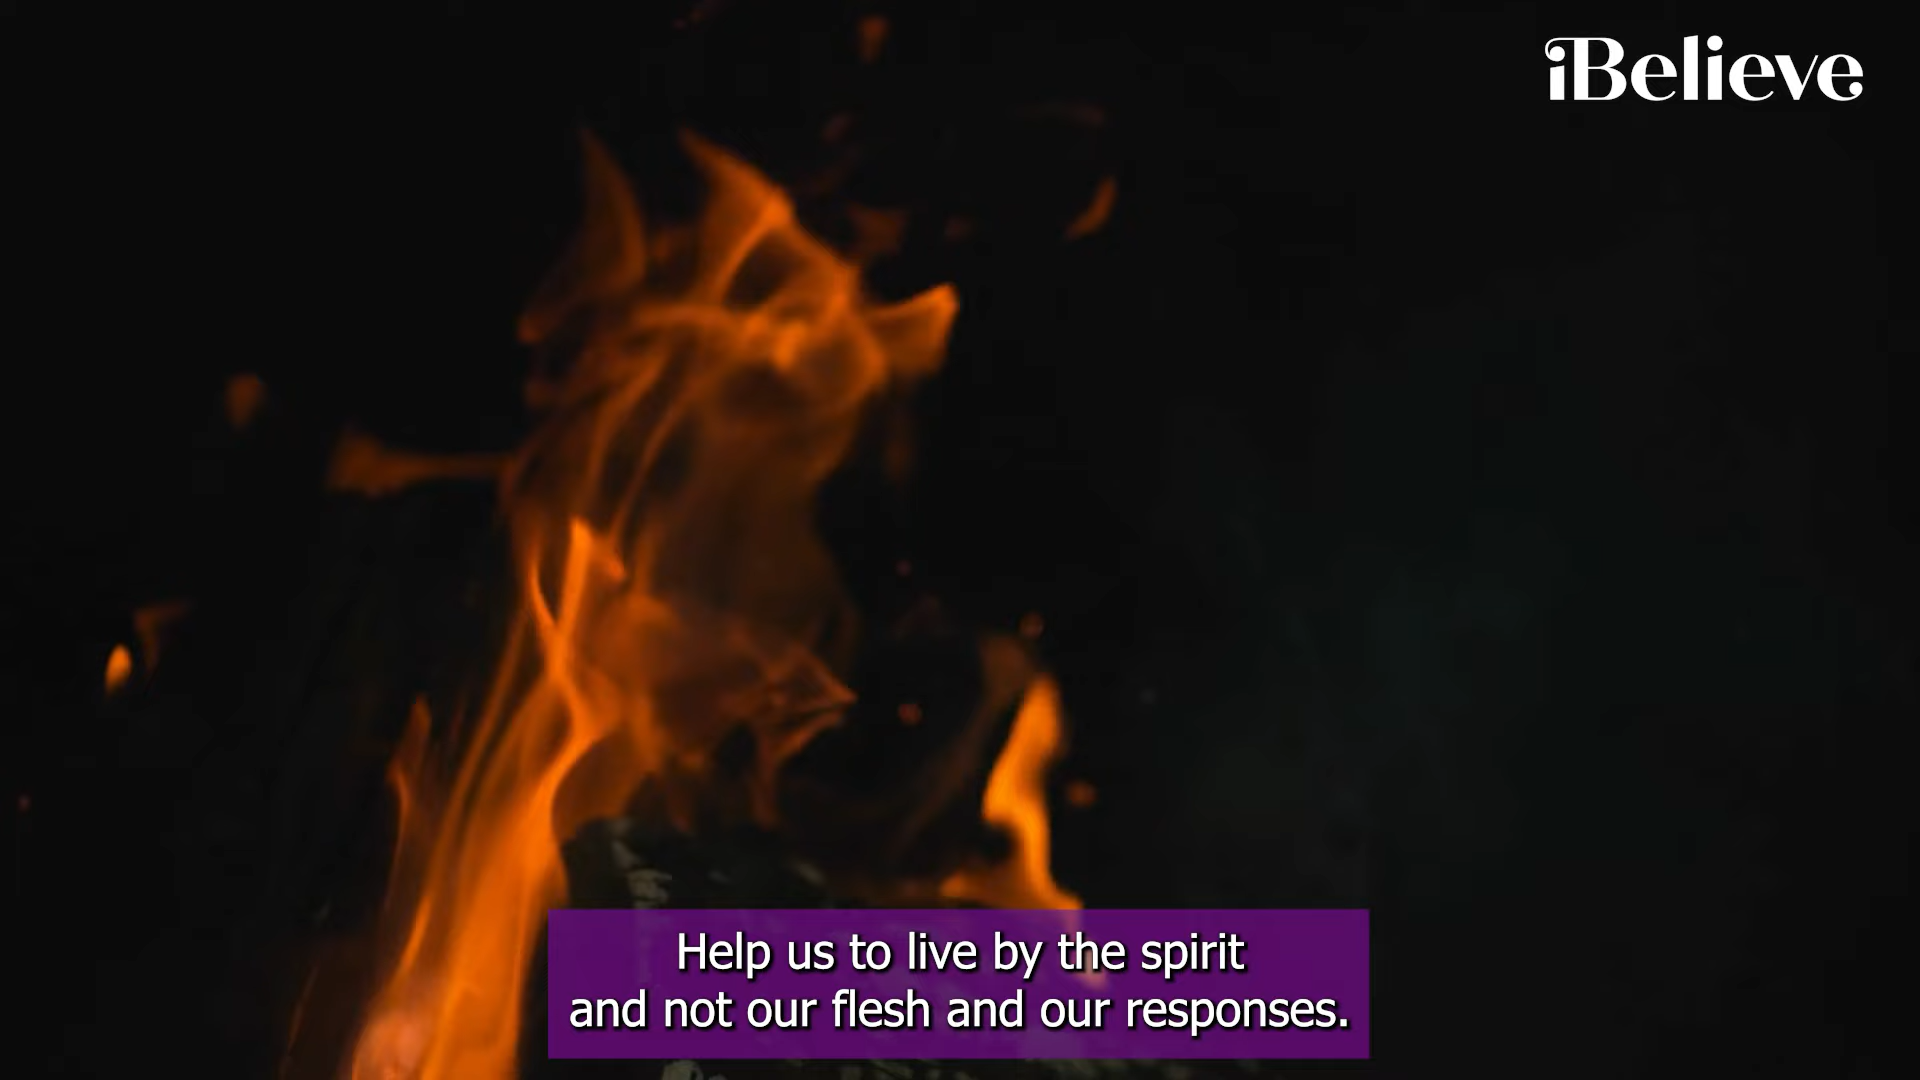 iBelieve
Help us to live by the spirit
and not our flesh and our responses.